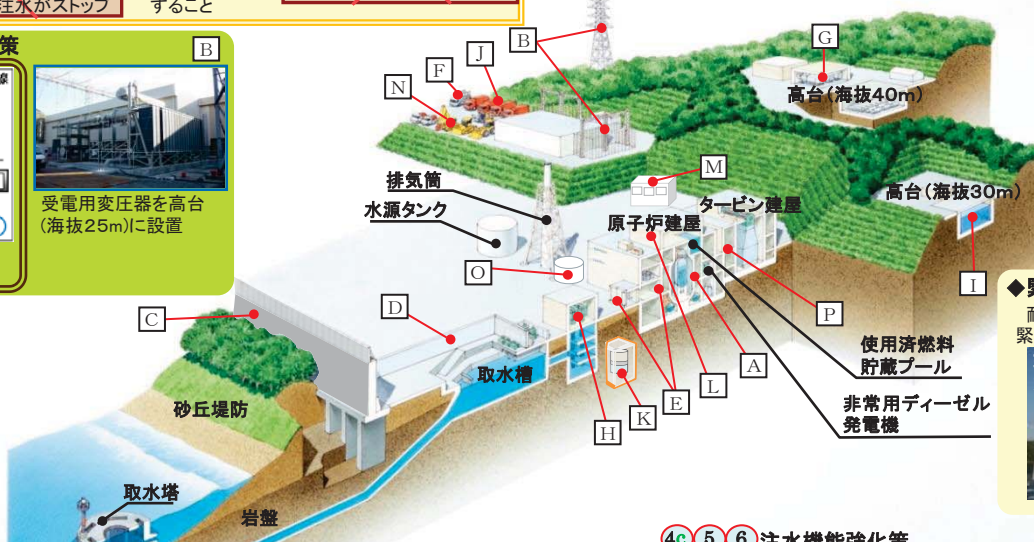 注水がストップ
すること
策
B
受電用変圧器を高台
(海抜25m)に設置
B
F
J
N
G
高台(海抜40m)
M
排気筒
水源タンク
タービン建屋
原子炉建屋
高台(海抜30m)
O
I
C
D
P
取水槽
A
L
E
K
H
使用済燃料
貯蔵プール
非常用ディーゼル
発電機
砂丘堤防
取水塔
岩盤
4c 5 6 注水機能強化策